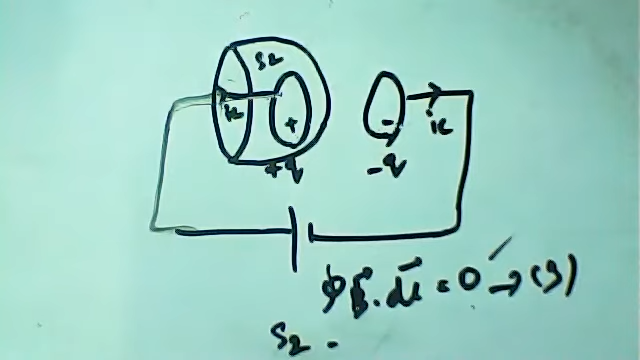 S2
ic
+
-
ic
+q
-q
∮B⃗.dl⃗ = 0 → (3)
S2 -